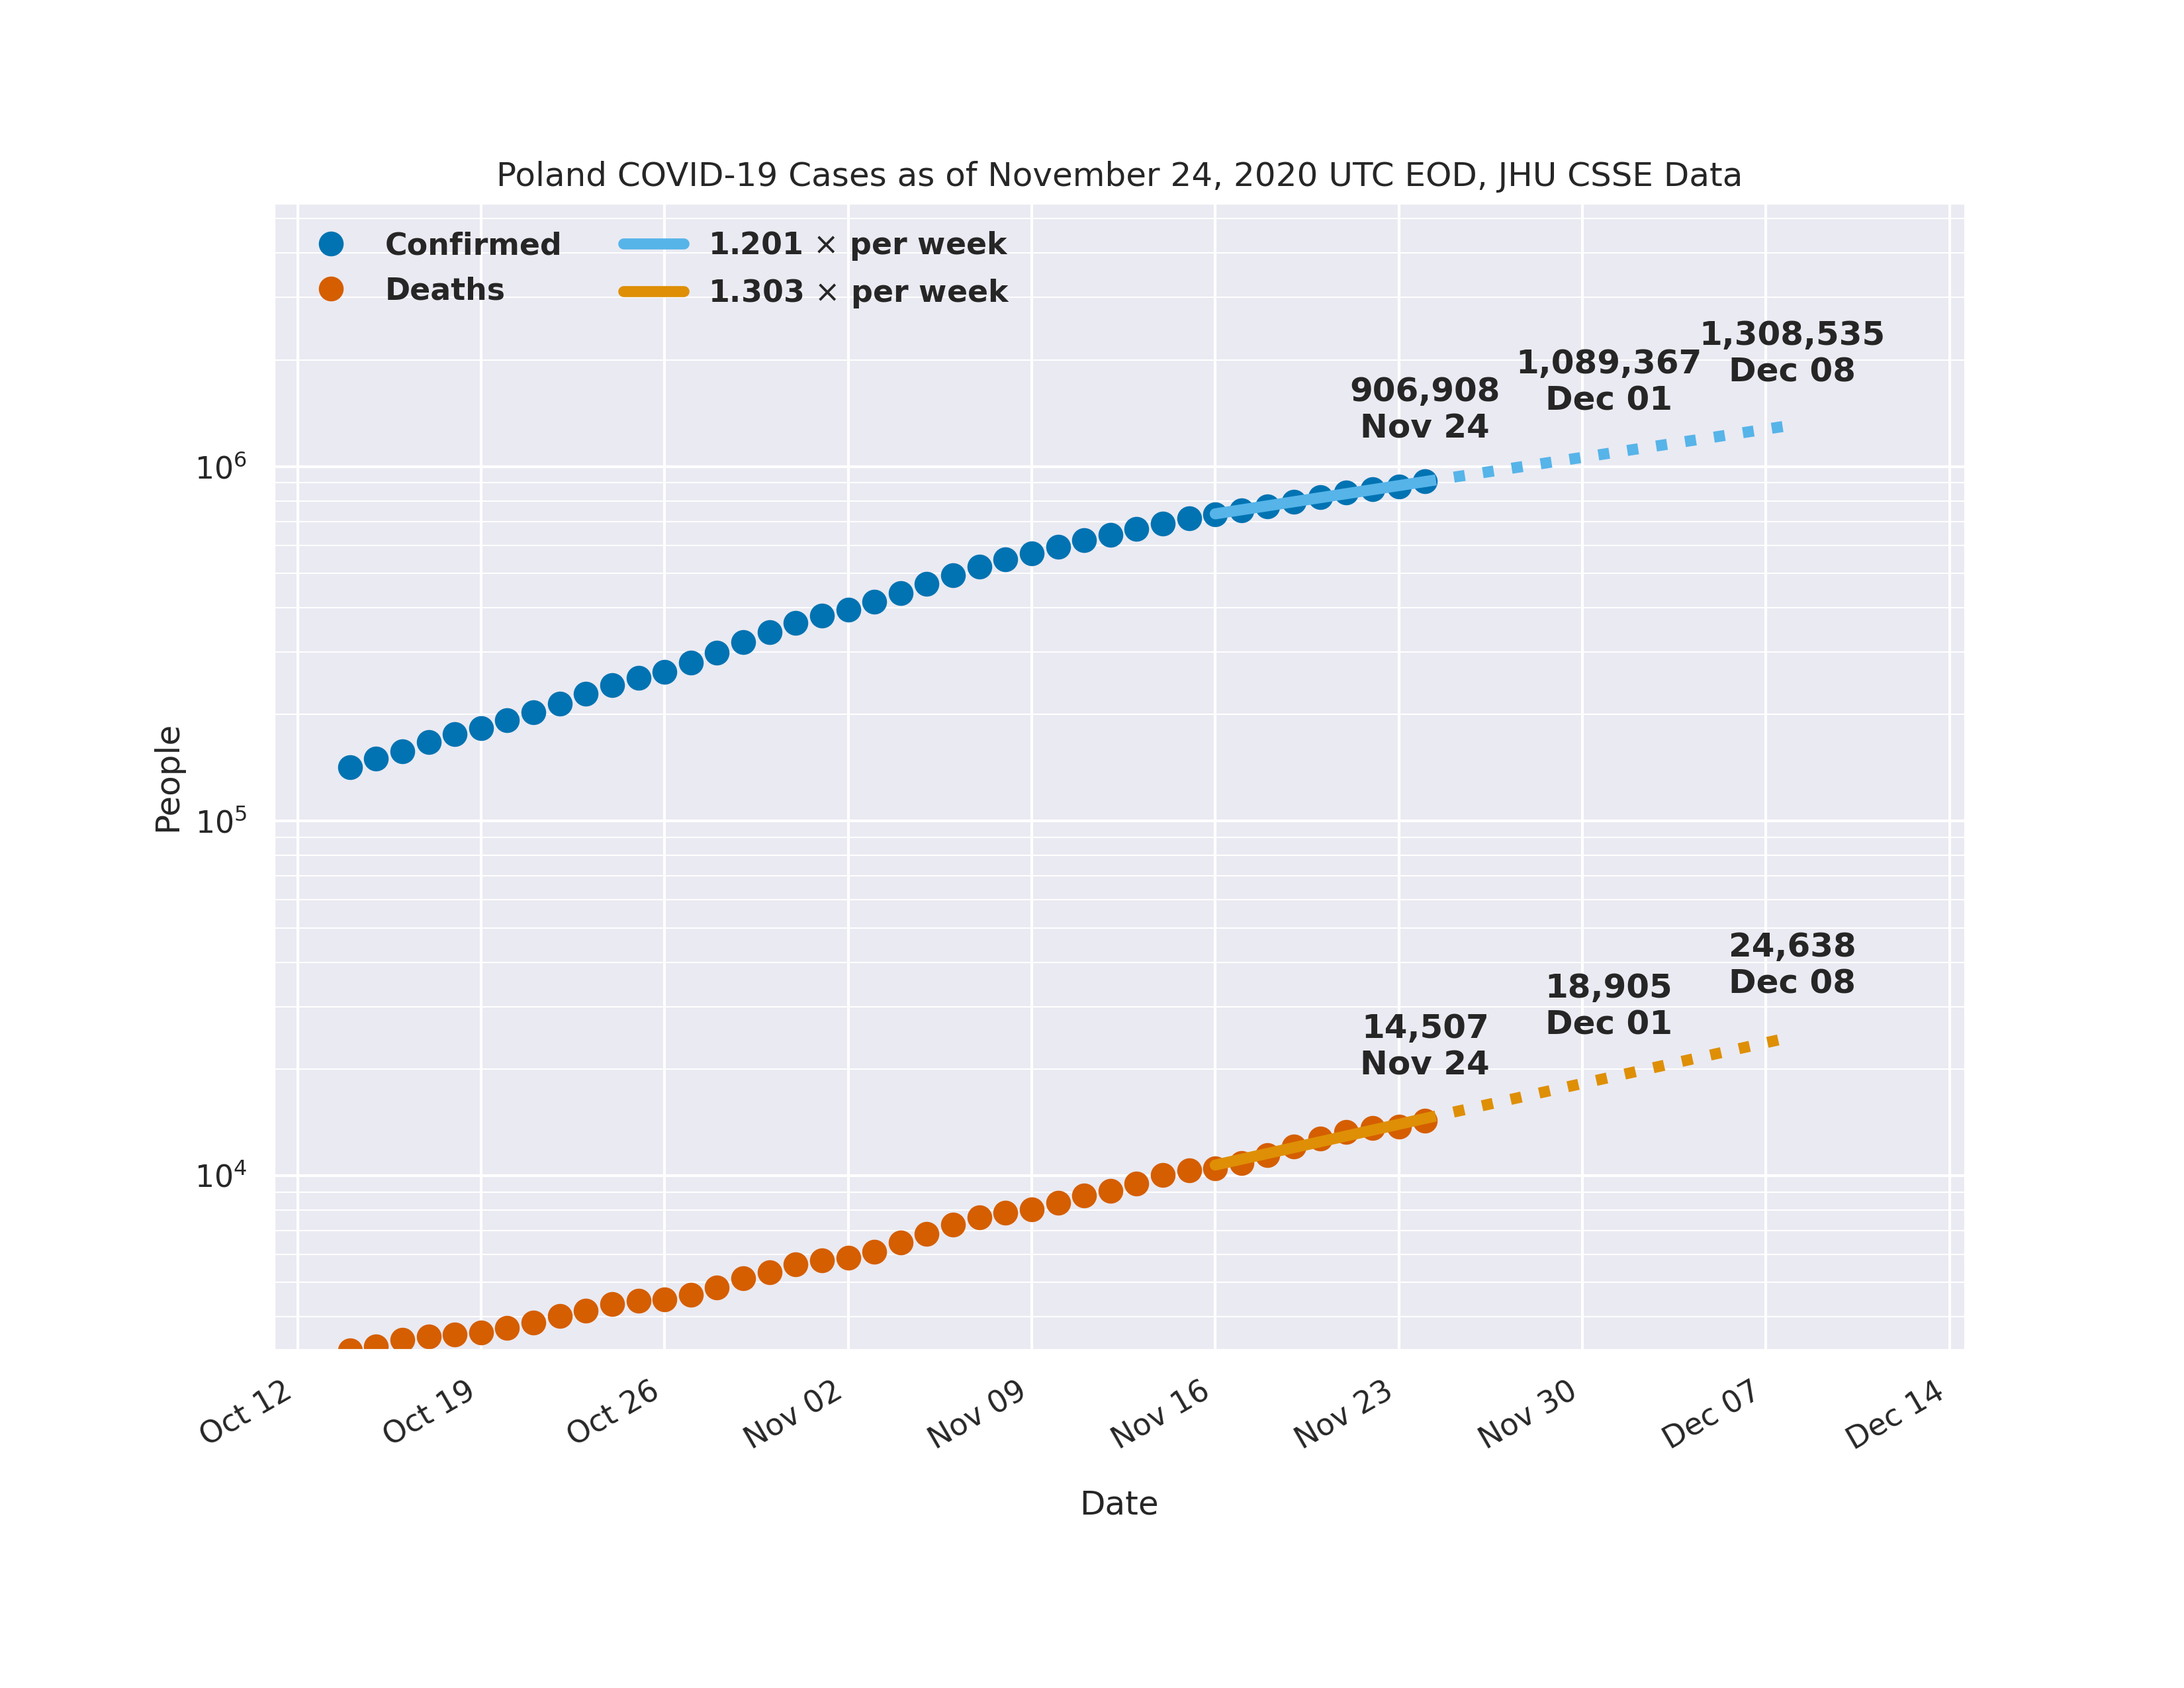 Poland COVID-19 Cases as of November 24, 2020 UTC EOD, JHU CSSE Data
Confirmed
Deaths
1.201 × per week
1.303 × per week
1,308,535
Dec 08
1,089,367
Dec 01
906,908
Nov 24
24,638
Dec 08
18,905
Dec 01
14,507
Nov 24
People
10⁶
10⁵
10⁴
Oct 12
Oct 19
Oct 26
Nov 02
Nov 09
Nov 16
Nov 23
Nov 30
Dec 07
Dec 14
Date